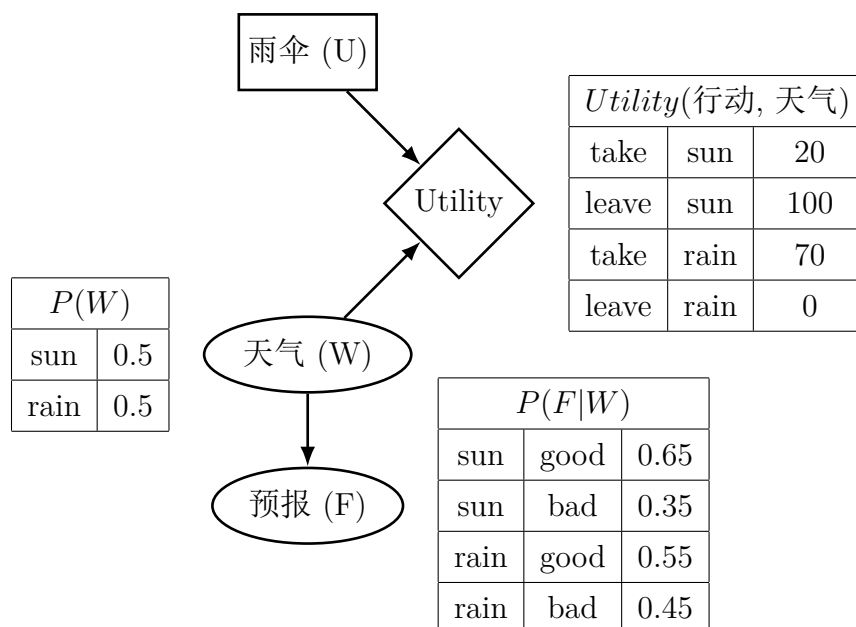 雨伞 (U)
Utility
Utility(行动, 天气)
take sun 20
leave sun 100
take rain 70
leave rain 0
P(W)
sun 0.5
rain 0.5
天气 (W)
预报 (F)
P(F|W)
sun good 0.65
sun bad 0.35
rain good 0.55
rain bad 0.45